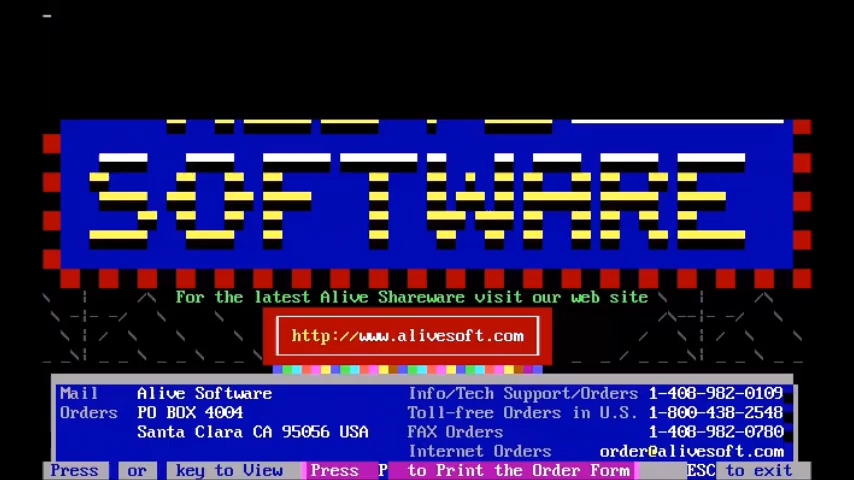 SOFTWARE
For the latest Alive Shareware visit our web site
http://www.alivesoft.com
Mail Alive Software Info/Tech Support/Orders 1-408-982-0109
Orders PO BOX 4004 Toll-free Orders in U.S. 1-800-438-2548
Santa Clara CA 95056 USA FAX Orders 1-408-982-0780
Internet Orders order@alivesoft.com
Press or key to View Press P to Print the Order Form ESC to exit